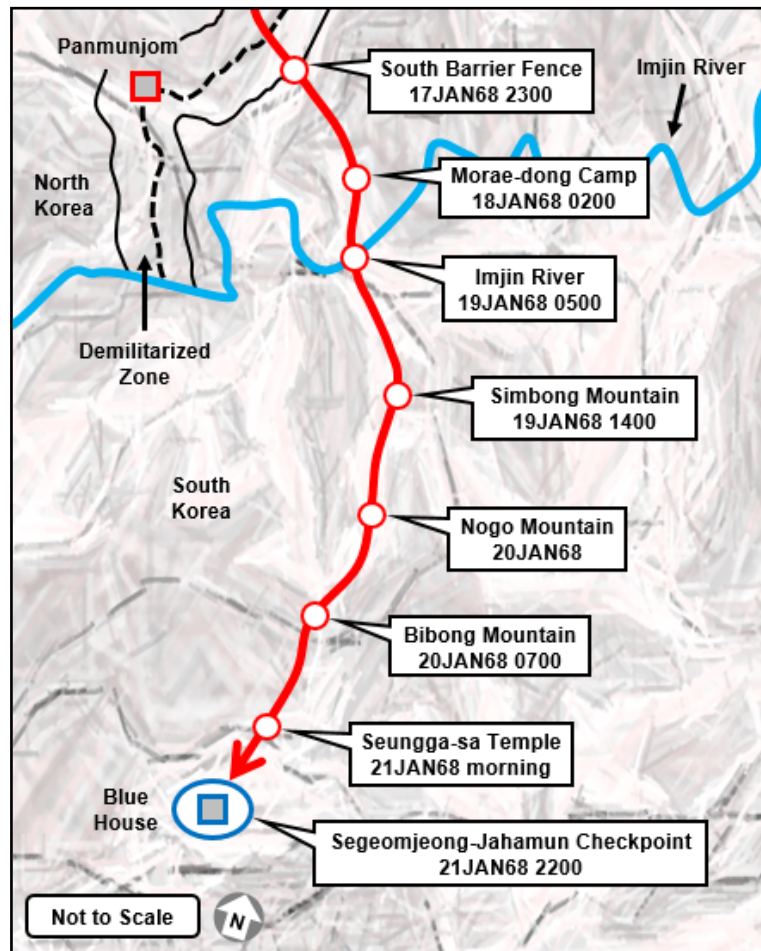 Panmunjom
South Barrier Fence
17JAN68 2300
Imjin River
North
Korea
Morae-dong Camp
18JAN68 0200
Imjin River
19JAN68 0500
Demilitarized
Zone
Simbong Mountain
19JAN68 1400
South
Korea
Nogo Mountain
20JAN68
Bibong Mountain
20JAN68 0700
Seungga-sa Temple
21JAN68 morning
Blue
House
Segeomjeong-Jahamun Checkpoint
21JAN68 2200
Not to Scale
N